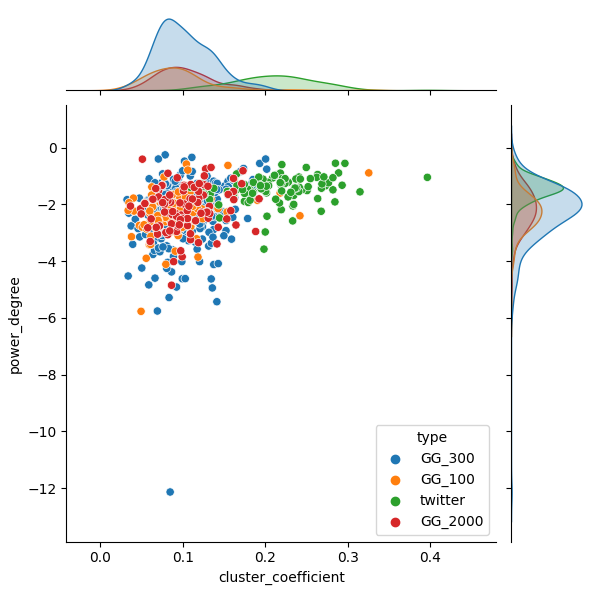 0
−2
−4
−6
−8
−10
−12
power_degree
type
GG_300
GG_100
twitter
GG_2000
0.0 0.1 0.2 0.3 0.4
cluster_coefficient